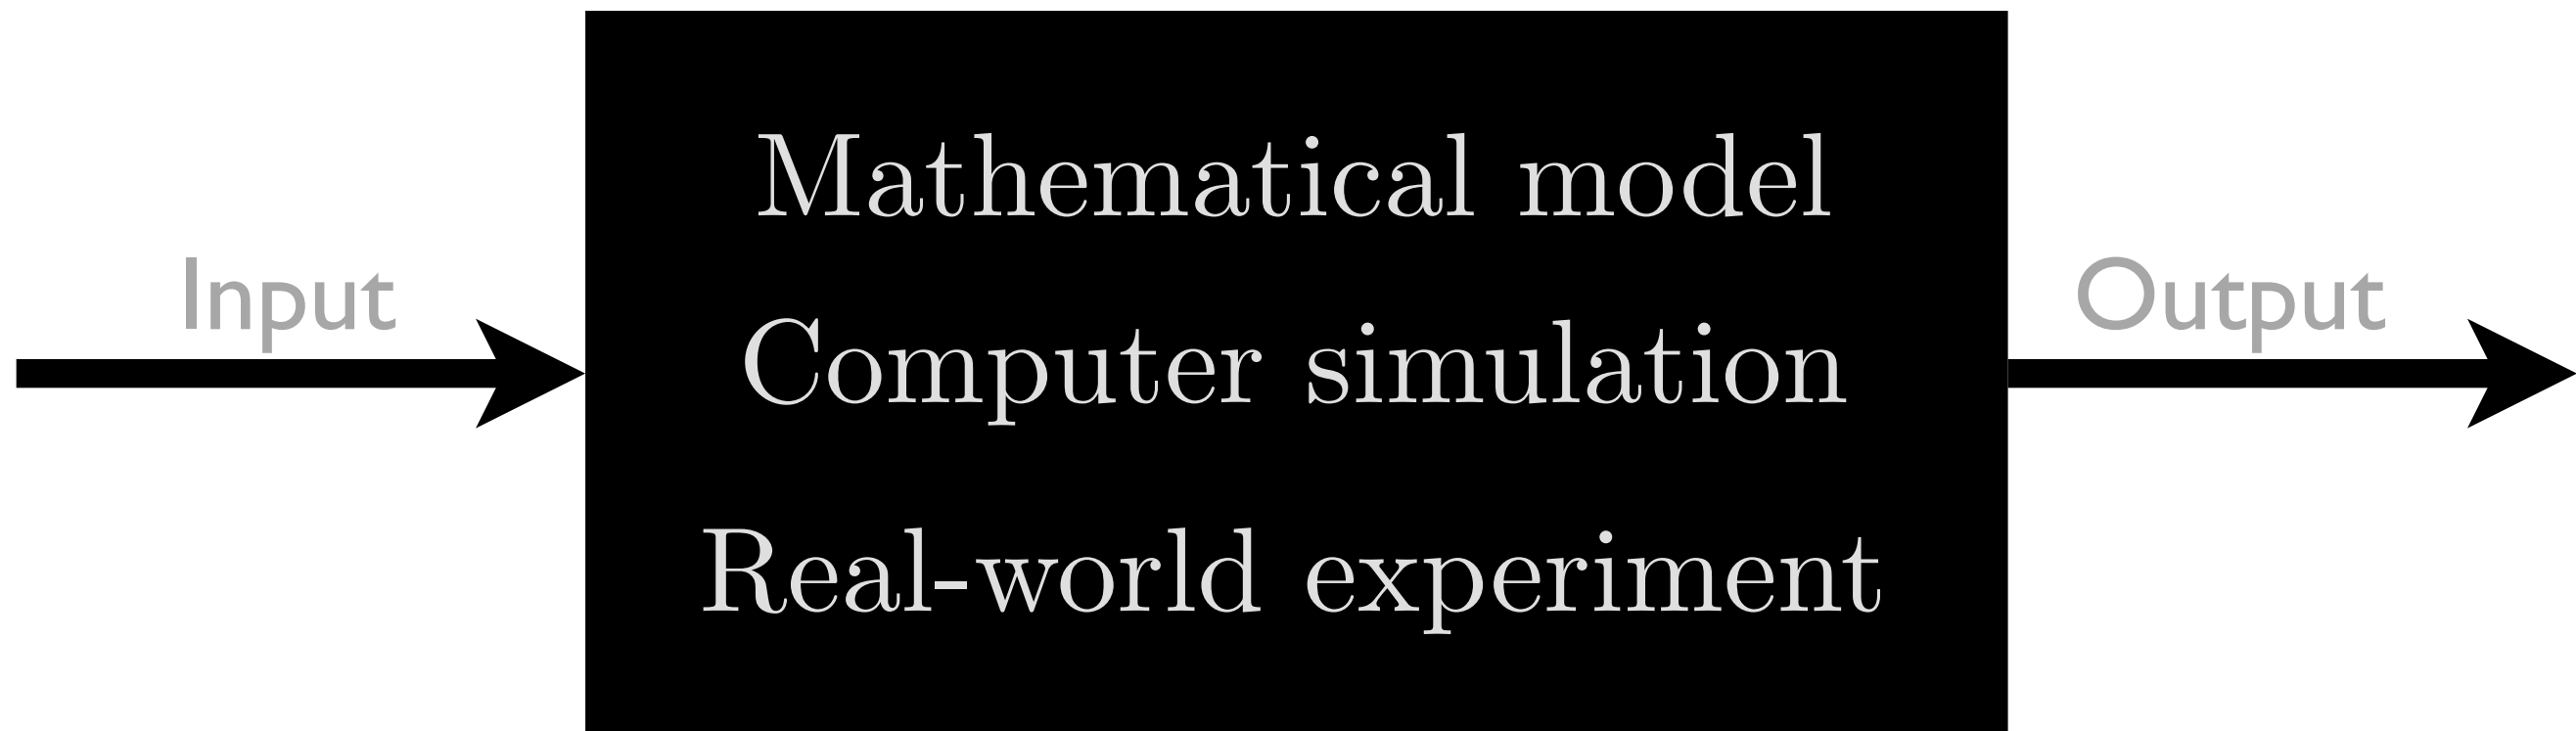 Input
Mathematical model
Computer simulation
Real-world experiment
Output